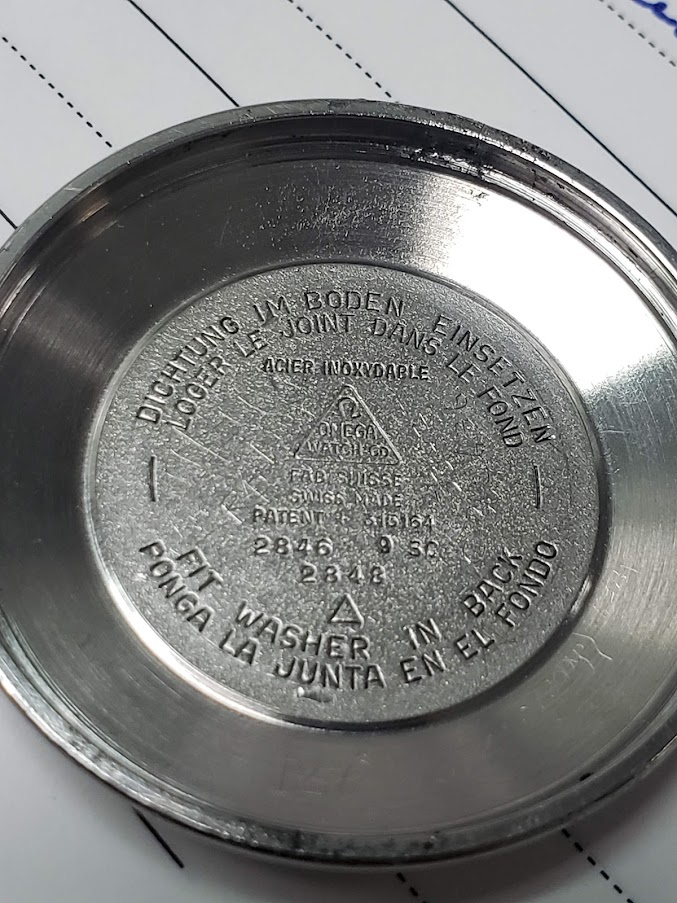 DICHTUNG IM BODEN EINSETZEN
LOGER LE JOINT DANS LE FOND
ACIER INOXYDABLE
Ω
OMEGA
WATCH CO
FAB. SUISSE
SWISS MADE
PATENT +
2846 9 SC
2848
FIT WASHER IN BACK
PONGA LA JUNTA EN EL FONDO